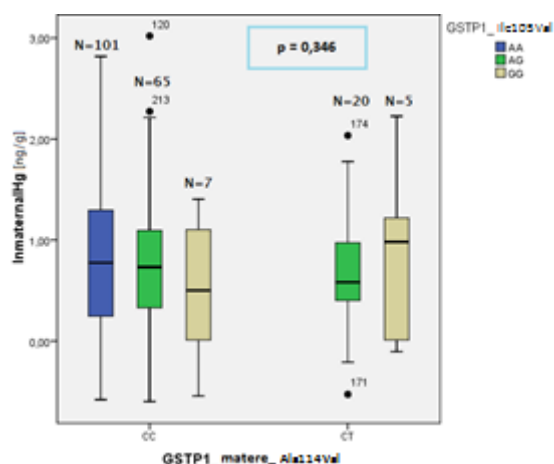 GSTP1_Ile105Val
AA
AG
GG
3,00
2,00
1,00
0,00
lnmaternalHg [ng/g]
p = 0,346
120
N=101
N=65
213
N=7
N=20
N=5
174
171
CC
CT
GSTP1_matere_Ala114Val